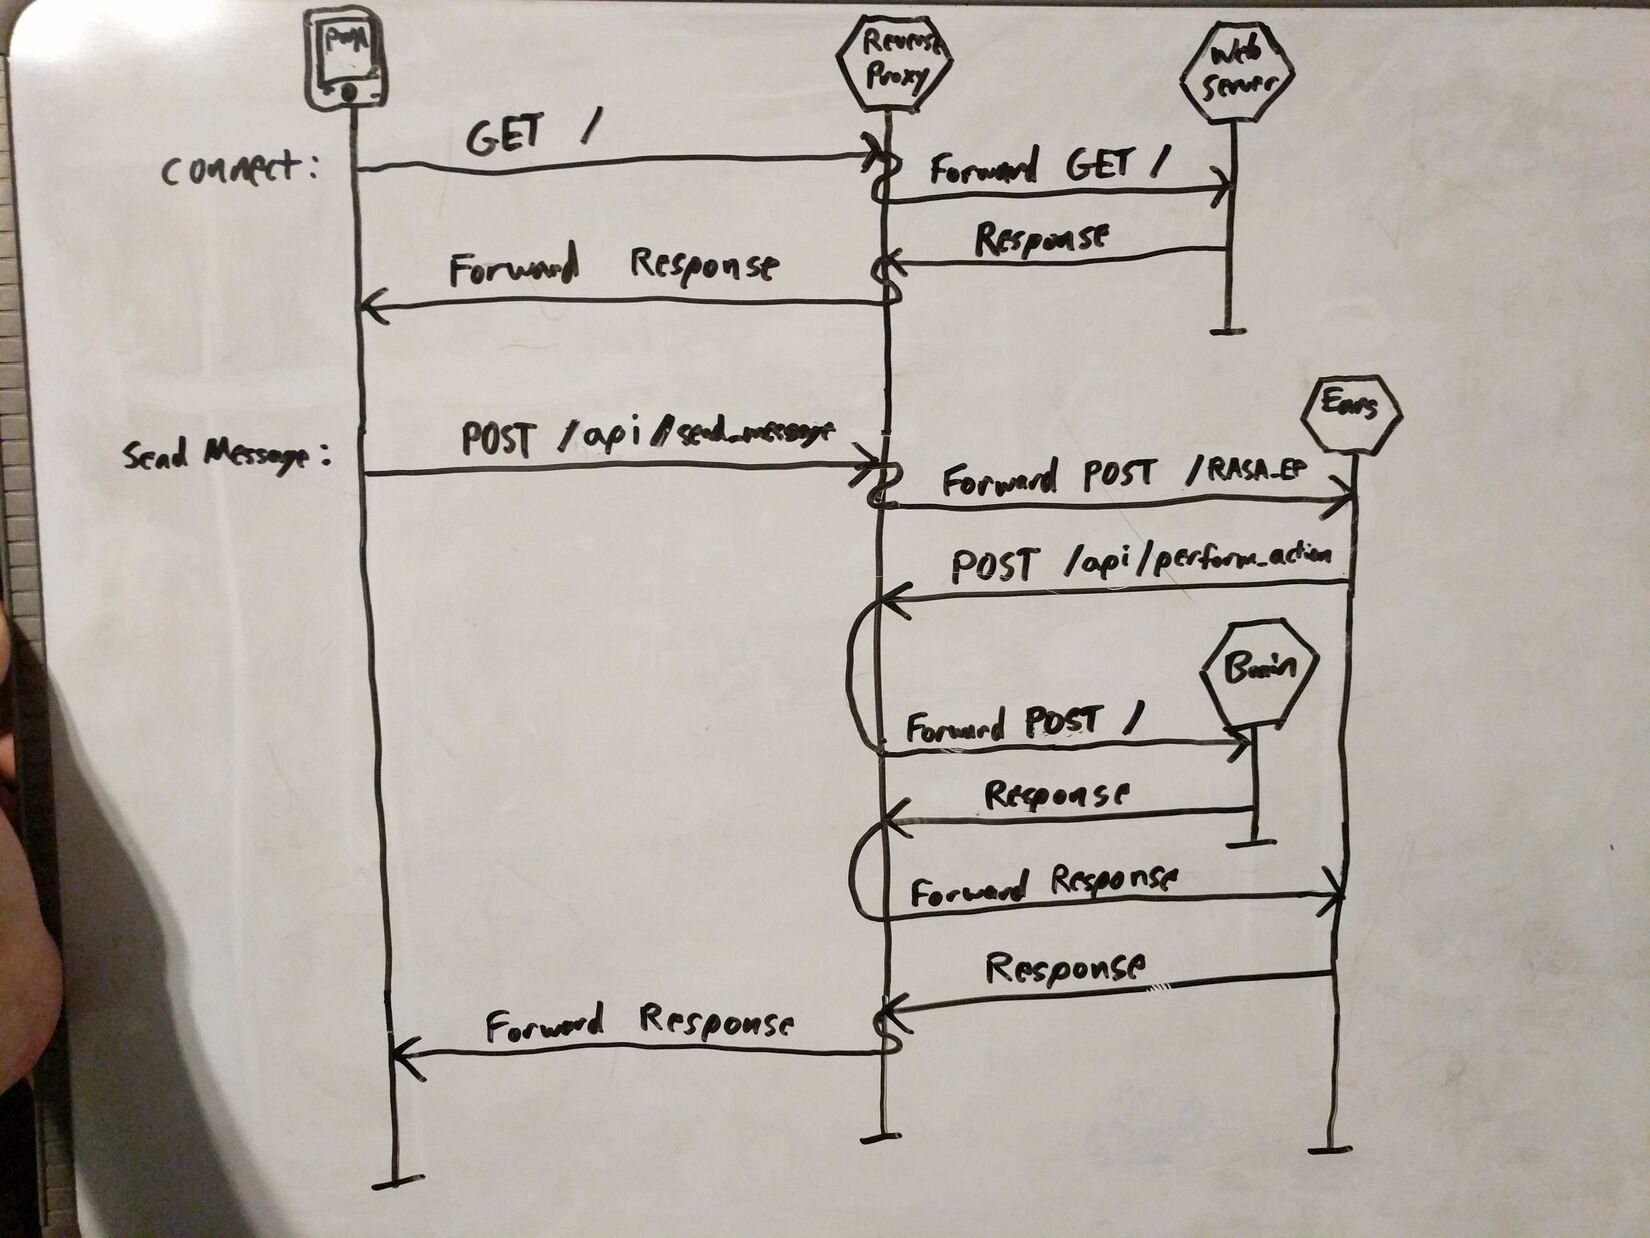 PWA
Reverse
Proxy
Web
Server
Connect:
GET /
Forward GET /
Response
Forward Response
Ears
Send Message:
POST /api/send_message
Forward POST /RASA_EP
POST /api/perform_action
Brain
Forward POST /
Response
Forward Response
Response
Forward Response